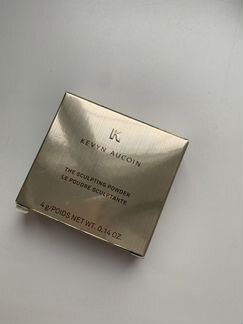 K
KEVYN AUCOIN
THE SCULPTING POWDER
LE POUDRE SCULPTANTE
4 g/POIDS NET WT. 0.14 OZ.